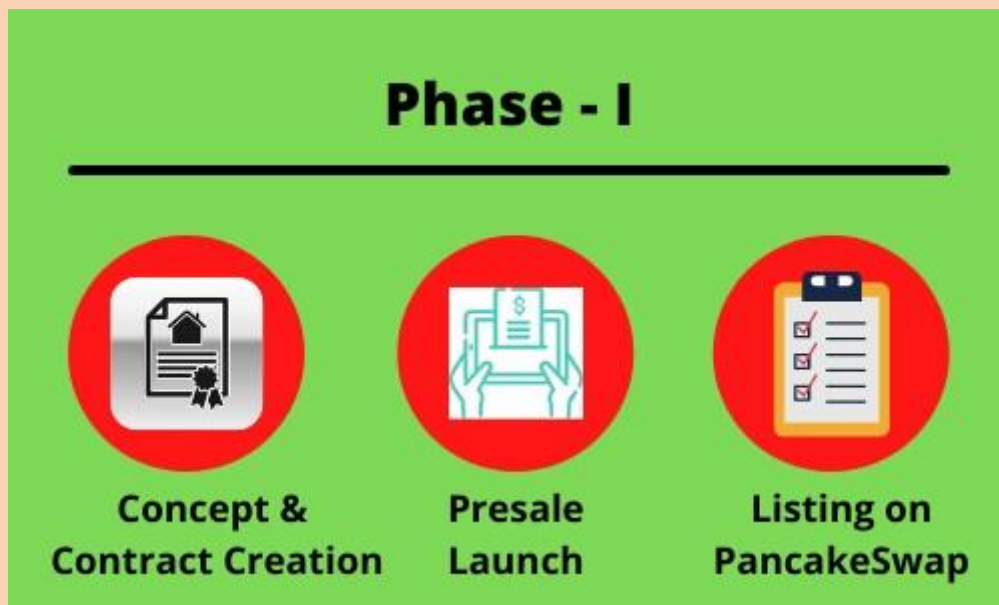 Phase - I
$
Concept &
Contract Creation
Presale
Launch
Listing on
PancakeSwap